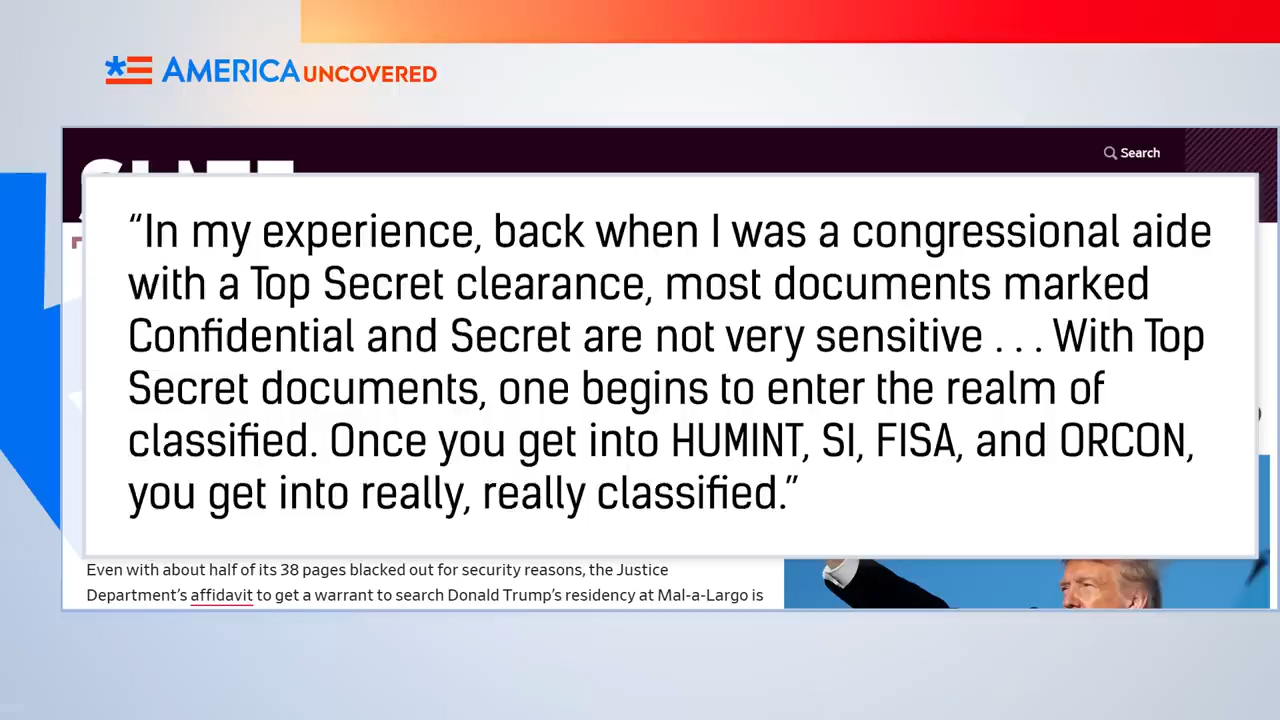 AMERICA UNCOVERED
Search
“In my experience, back when I was a congressional aide
with a Top Secret clearance, most documents marked
Confidential and Secret are not very sensitive . . . With Top
Secret documents, one begins to enter the realm of
classified. Once you get into HUMINT, SI, FISA, and ORCON,
you get into really, really classified.”
Even with about half of its 38 pages blacked out for security reasons, the Justice
Department’s affidavit to get a warrant to search Donald Trump’s residency at Mal-a-Largo is